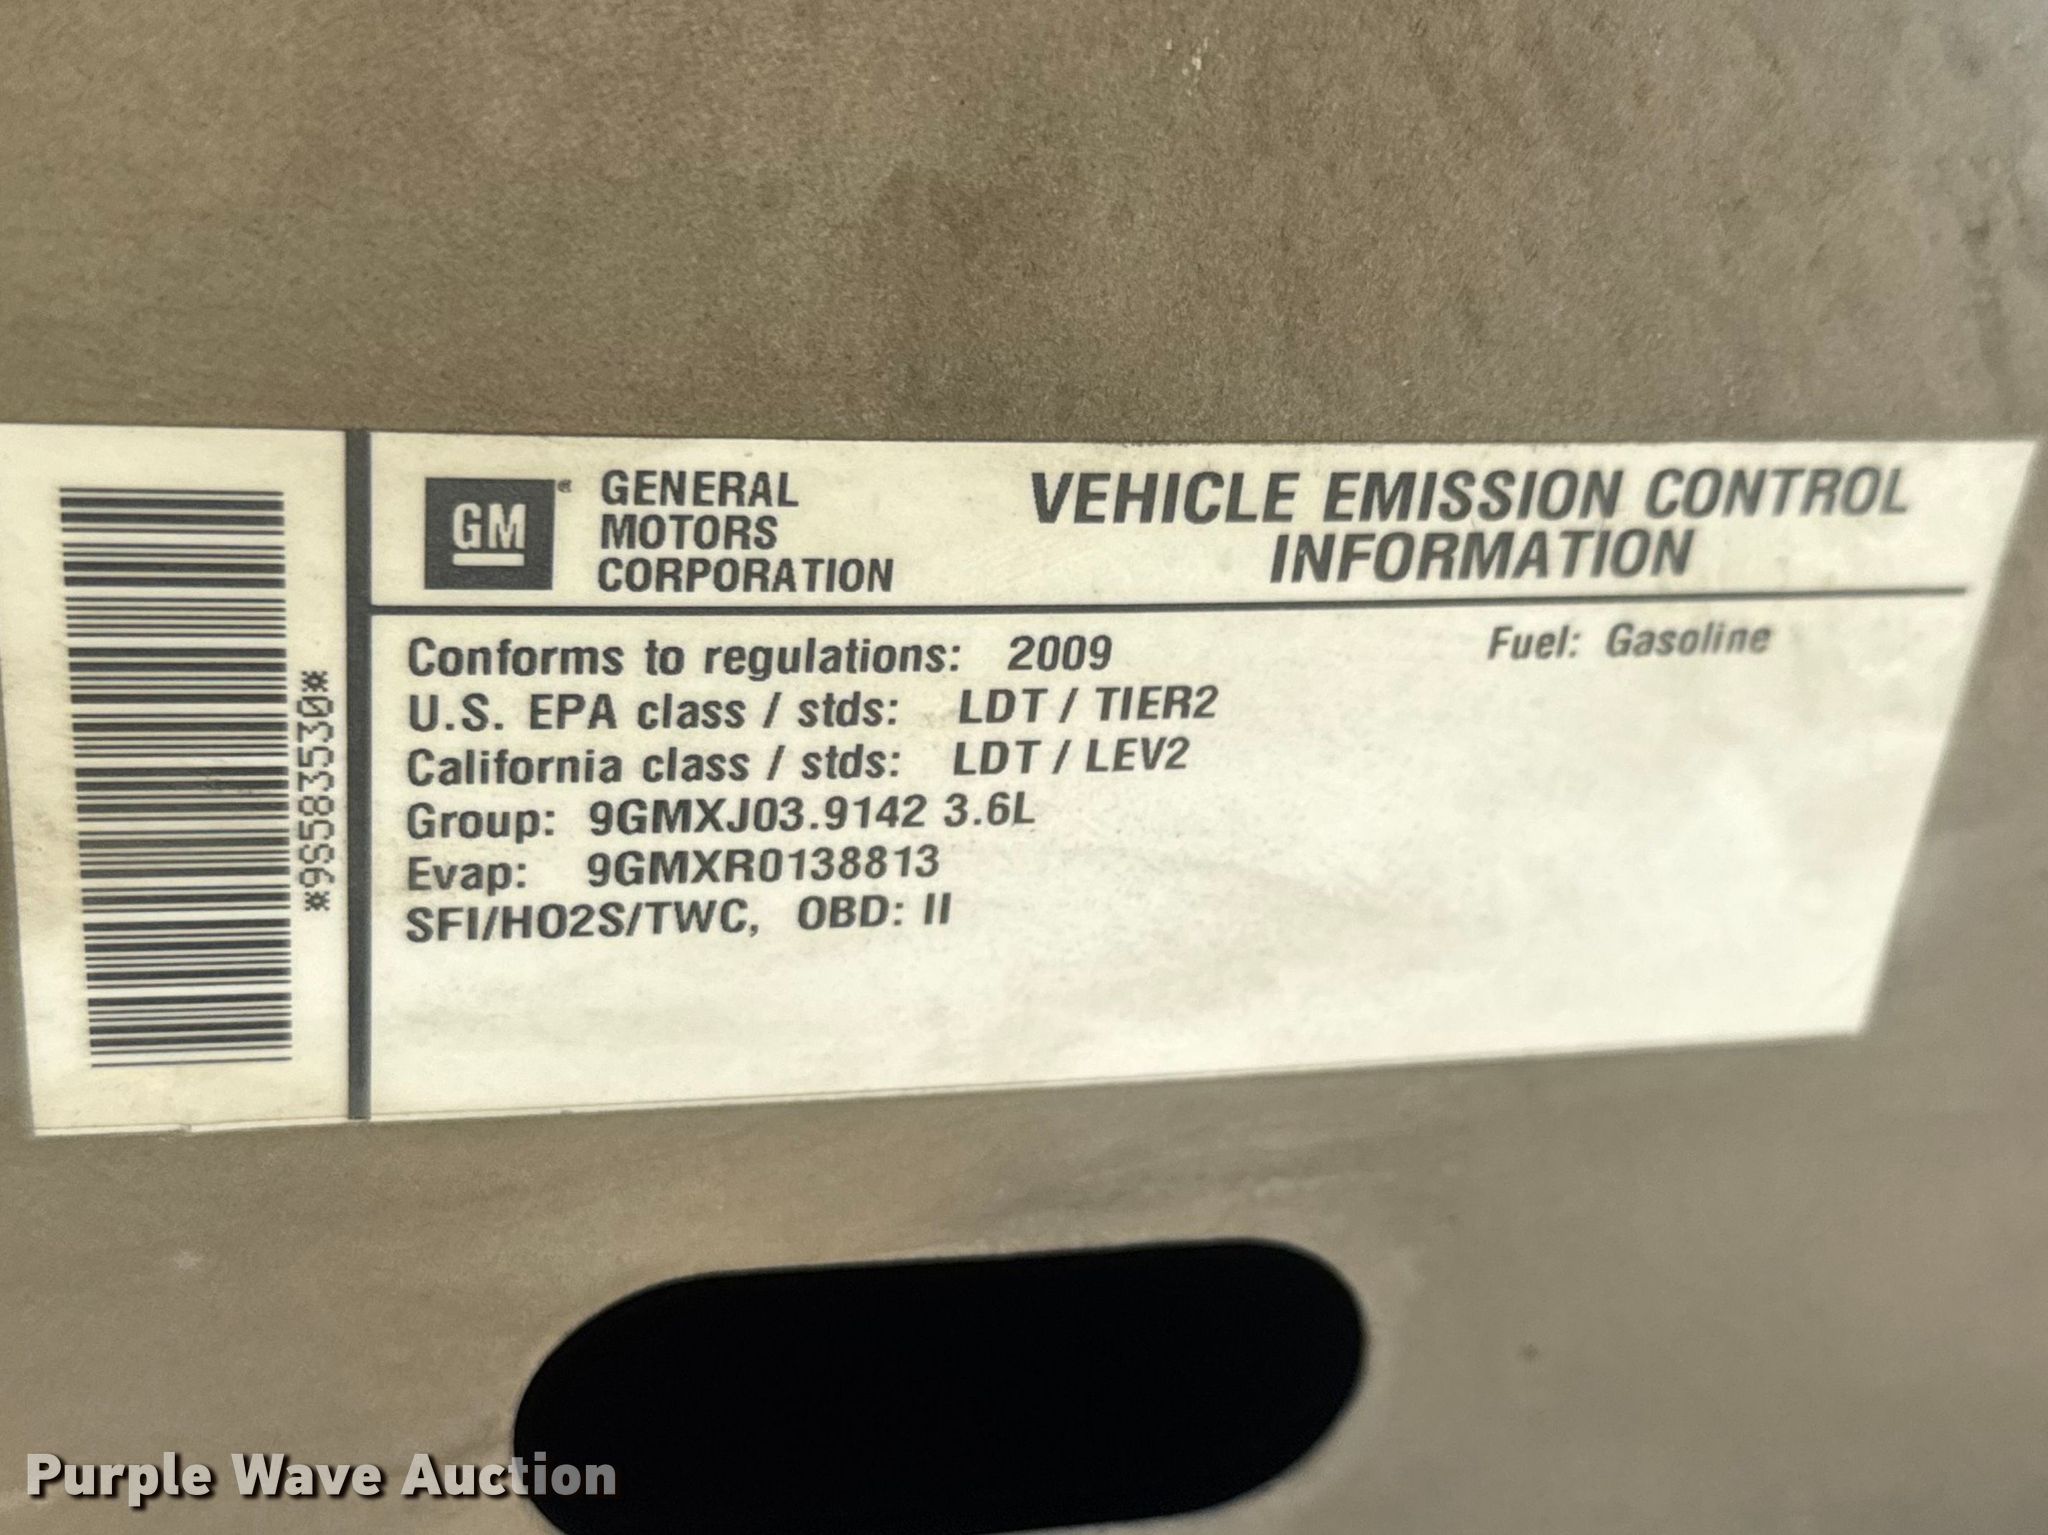 *9S5835530*
GM
GENERAL
MOTORS
CORPORATION
VEHICLE EMISSION CONTROL
INFORMATION
Conforms to regulations: 2009
Fuel: Gasoline
U.S. EPA class / stds: LDT / TIER2
California class / stds: LDT / LEV2
Group: 9GMXJ03.9142 3.6L
Evap: 9GMXR0138813
SFI/HO2S/TWC, OBD: II
Purple Wave Auction